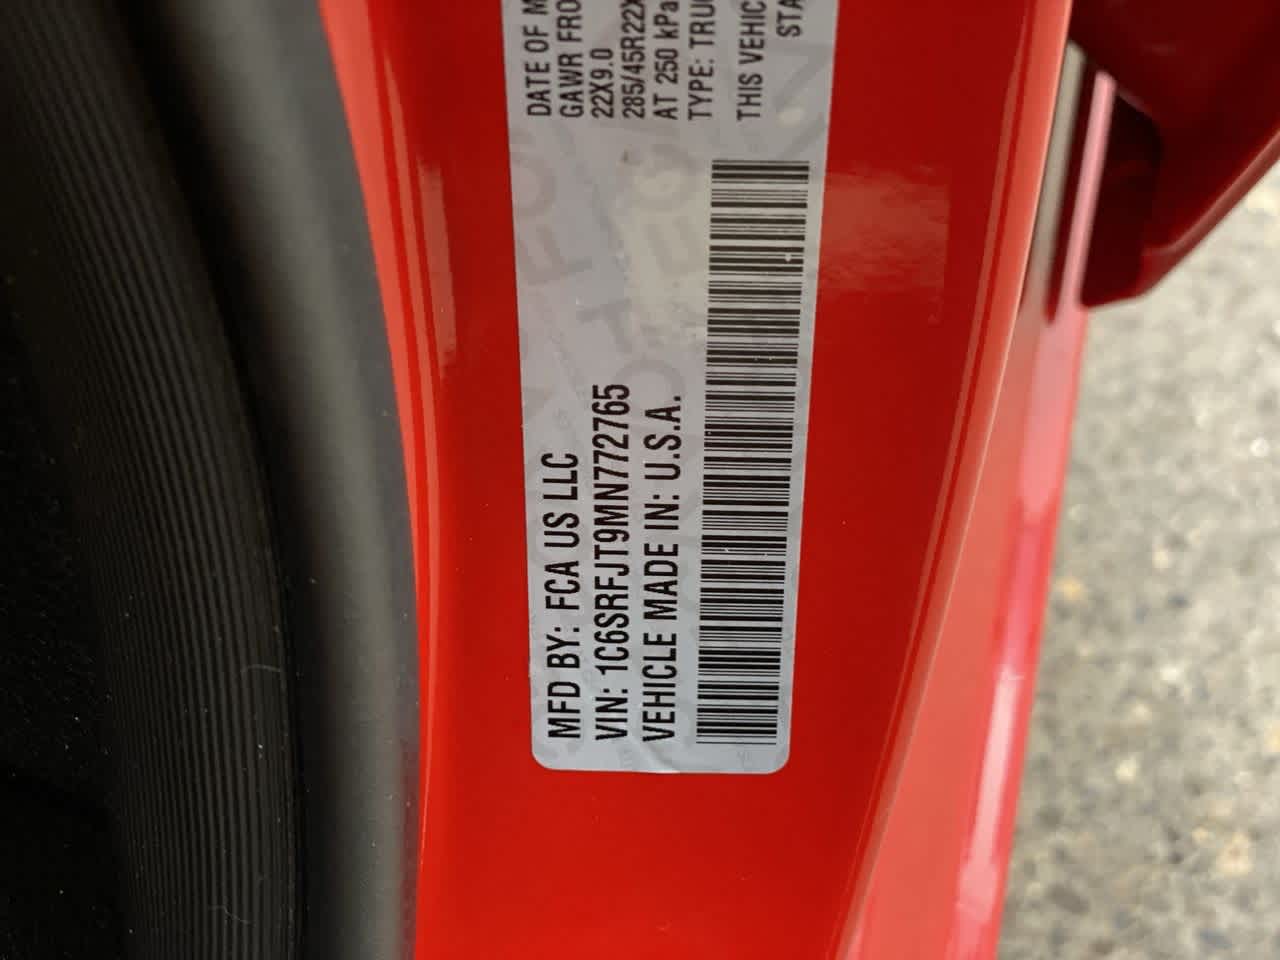 MFD BY: FCA US LLC
VIN: 1C6SRFJT9MN772765
VEHICLE MADE IN: U.S.A.
DATE OF M
GAWR FRO
22X9.0
285/45R22X
AT 250 kPa
TYPE: TRU
THIS VEHIC
STA